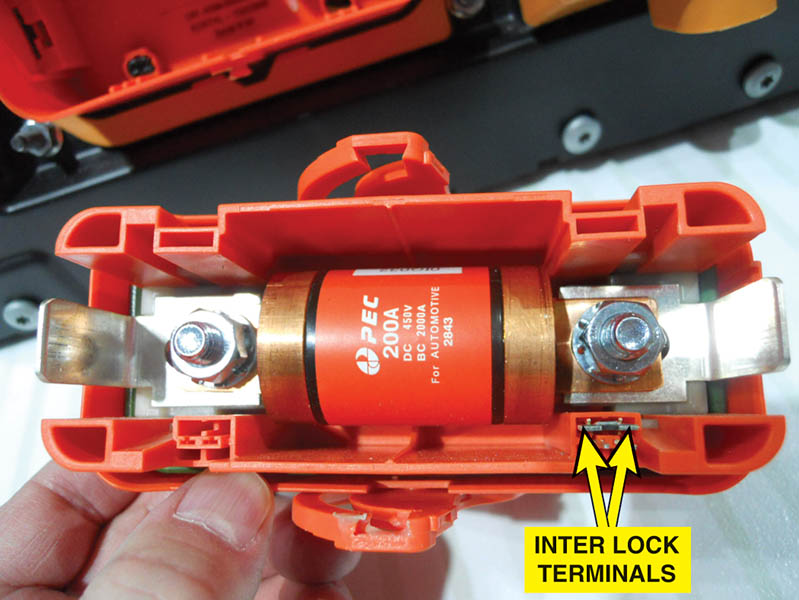 PEC
200A
DC 450V
BC 2000A
For AUTOMOTIVE
2843
INTER LOCK
TERMINALS